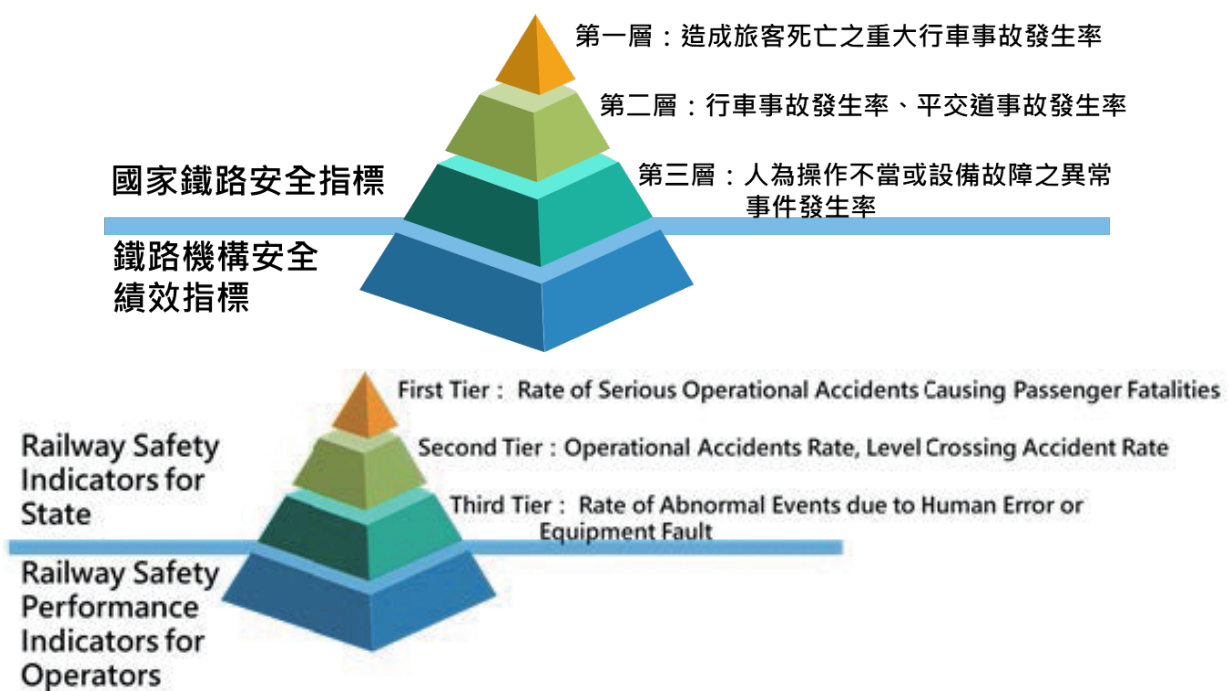 第一層：造成旅客死亡之重大行車事故發生率
第二層：行車事故發生率、平交道事故發生率
國家鐵路安全指標
第三層：人為操作不當或設備故障之異常
事件發生率
鐵路機構安全
績效指標
First Tier： Rate of Serious Operational Accidents Causing Passenger Fatalities
Second Tier：Operational Accidents Rate, Level Crossing Accident Rate
Railway Safety
Indicators for
State
Third Tier： Rate of Abnormal Events due to Human Error or
Equipment Fault
Railway Safety
Performance
Indicators for
Operators